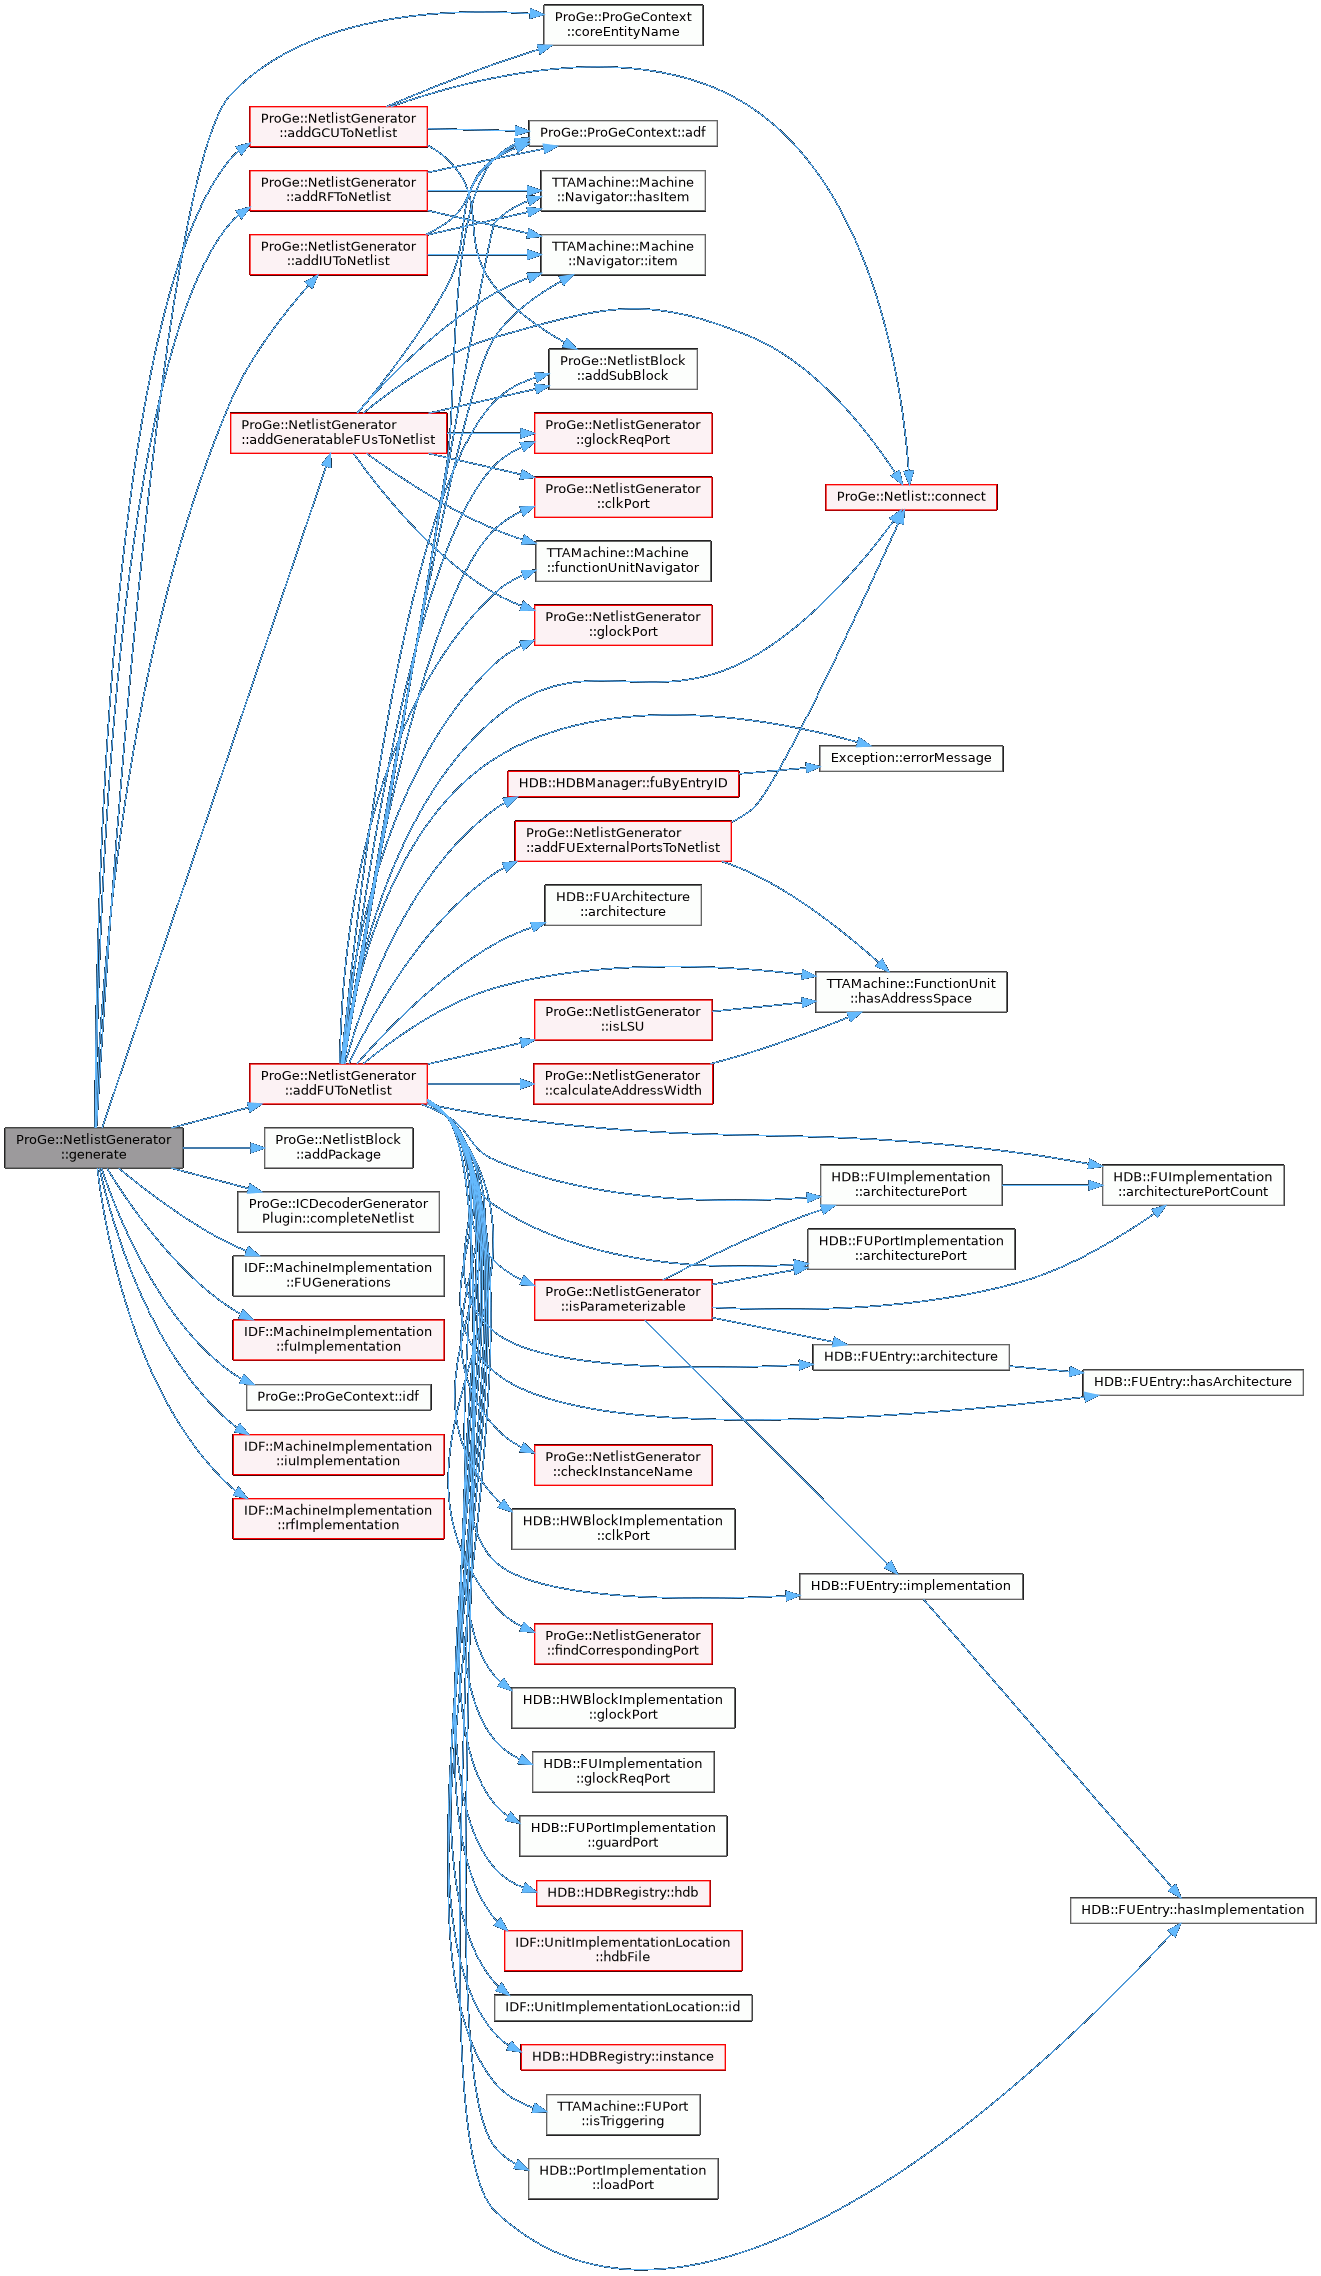 ProGe::ProGeContext
::coreEntityName
ProGe::NetlistGenerator
::addGCUToNetlist
ProGe::ProGeContext::adf
ProGe::NetlistGenerator
::addRFToNetlist
TTAMachine::Machine
::Navigator::hasItem
ProGe::NetlistGenerator
::addIUToNetlist
TTAMachine::Machine
::Navigator::item
ProGe::NetlistBlock
::addSubBlock
ProGe::NetlistGenerator
::addGeneratableFUsToNetlist
ProGe::NetlistGenerator
::glockReqPort
ProGe::NetlistGenerator
::clkPort
ProGe::Netlist::connect
TTAMachine::Machine
::functionUnitNavigator
ProGe::NetlistGenerator
::glockPort
Exception::errorMessage
HDB::HDBManager::fuByEntryID
ProGe::NetlistGenerator
::addFUExternalPortsToNetlist
HDB::FUArchitecture
::architecture
TTAMachine::FunctionUnit
::hasAddressSpace
ProGe::NetlistGenerator
::isLSU
ProGe::NetlistGenerator
::addFUToNetlist
ProGe::NetlistGenerator
::calculateAddressWidth
ProGe::NetlistGenerator
::generate
ProGe::NetlistBlock
::addPackage
HDB::FUImplementation
::architecturePort
HDB::FUImplementation
::architecturePortCount
ProGe::ICDecoderGenerator
Plugin::completeNetlist
HDB::FUPortImplementation
::architecturePort
IDF::MachineImplementation
::FUGenerations
ProGe::NetlistGenerator
::isParameterizable
IDF::MachineImplementation
::fuImplementation
HDB::FUEntry::architecture
HDB::FUEntry::hasArchitecture
ProGe::ProGeContext::idf
IDF::MachineImplementation
::iuImplementation
ProGe::NetlistGenerator
::checkInstanceName
IDF::MachineImplementation
::rfImplementation
HDB::HWBlockImplementation
::clkPort
HDB::FUEntry::implementation
ProGe::NetlistGenerator
::findCorrespondingPort
HDB::HWBlockImplementation
::glockPort
HDB::FUImplementation
::glockReqPort
HDB::FUPortImplementation
::guardPort
HDB::HDBRegistry::hdb
HDB::FUEntry::hasImplementation
IDF::UnitImplementationLocation
::hdbFile
IDF::UnitImplementationLocation::id
HDB::HDBRegistry::instance
TTAMachine::FUPort
::isTriggering
HDB::PortImplementation
::loadPort